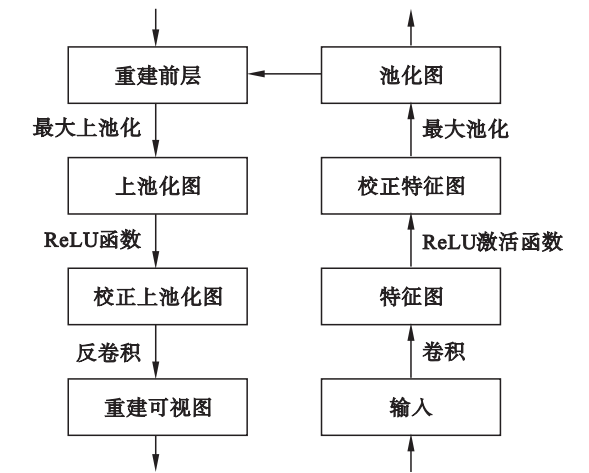 重建前层
最大上池化
上池化图
ReLU函数
校正上池化图
反卷积
重建可视图
池化图
最大池化
校正特征图
ReLU激活函数
特征图
卷积
输入